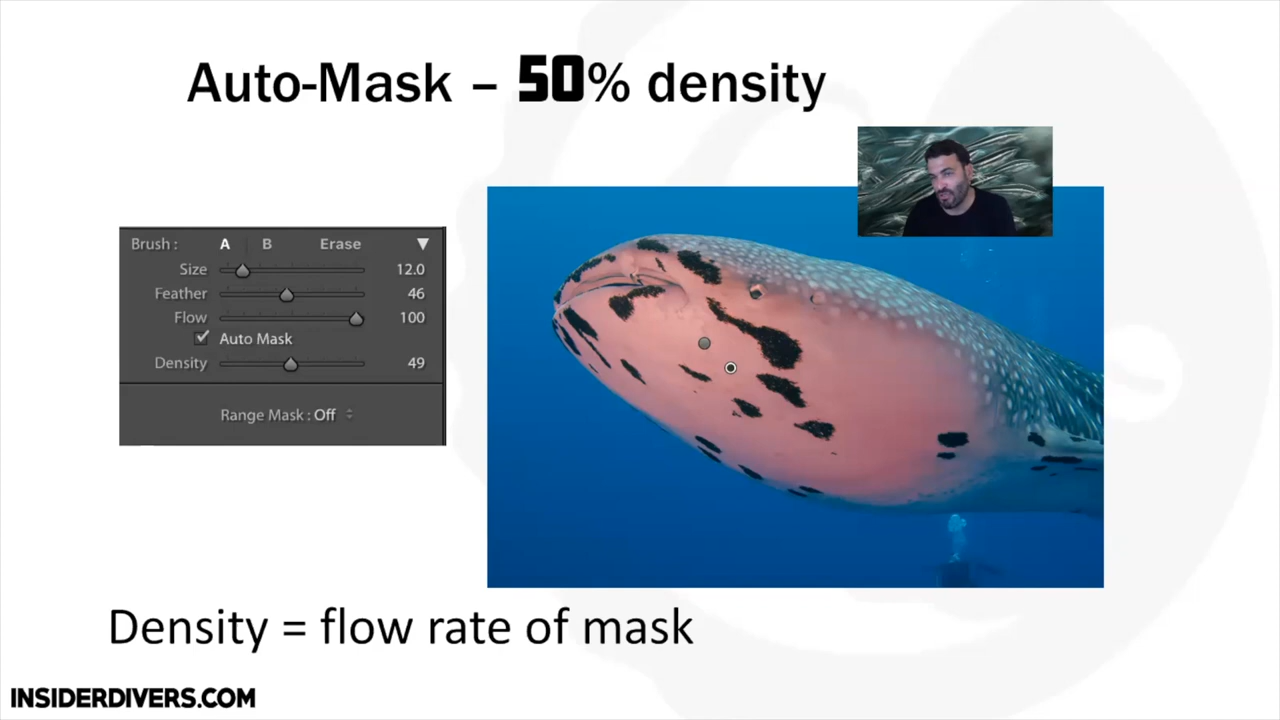 Auto-Mask – 50% density
Brush : A B Erase
Size 12.0
Feather 46
Flow 100
Auto Mask
Density 49
Range Mask : Off
Density = flow rate of mask
INSIDERDIVERS.COM